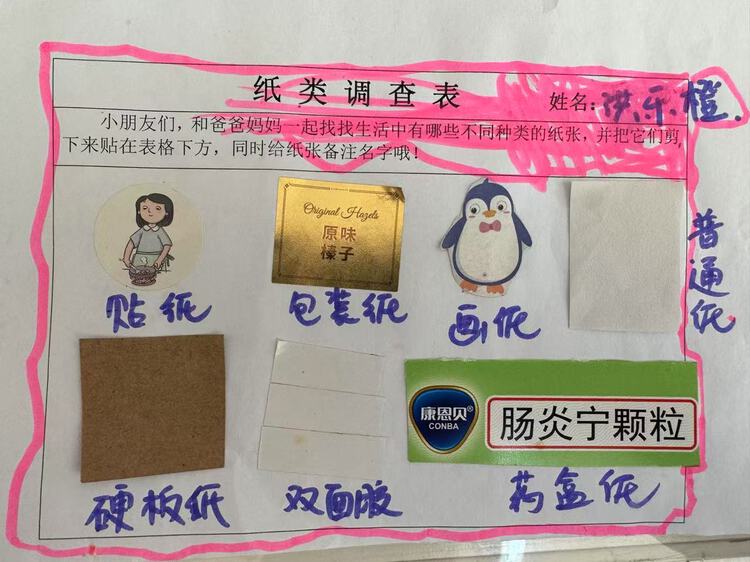 纸类调查表
姓名:洪乐橙
小朋友们，和爸爸妈妈一起找找生活中有哪些不同种类的纸张，并把它们剪
下来贴在表格下方，同时给纸张备注名字哦！
Original Hazels
原味
榛子
贴纸
包装纸
画纸
普通纸
康恩贝®
CONBA
肠炎宁颗粒
硬板纸
双面胶
药盒纸